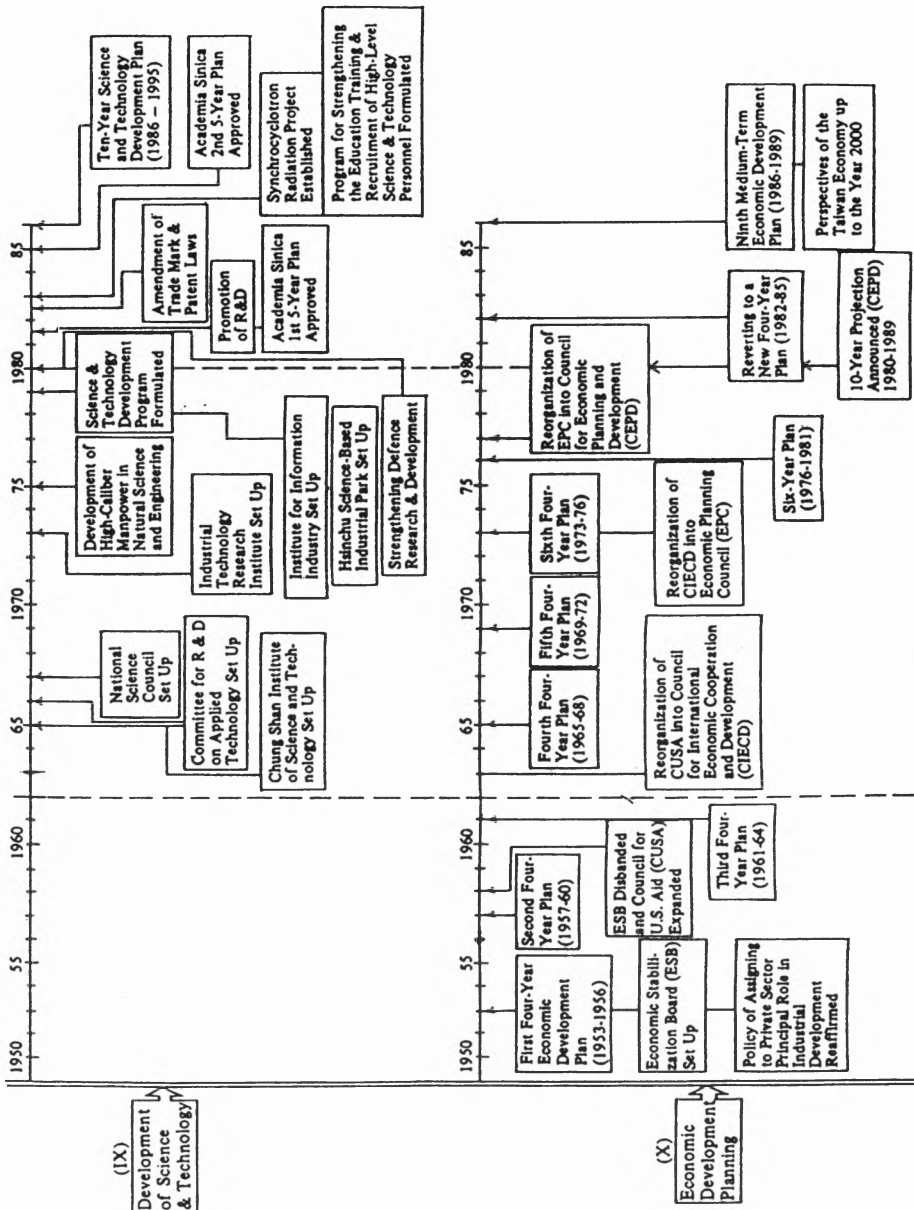 (IX)
Development
of Science
& Technology
1950
55
1960
65
1970
75
1980
85
National
Science
Council
Set Up
Committee for R & D
on Applied
Technology Set Up
Chung Shan Institute
of Science and Tech-
nology Set Up
Development of
High-Caliber
Manpower in
Natural Science
and Engineering
Industrial
Technology
Research
Institute Set Up
Science &
Technology
Development
Program
Formulated
Institute for Information
Industry Set Up
Hsinchu Science-Based
Industrial Park Set Up
Strengthening Defence
Research & Development
Amendment of
Trade Mark &
Patent Laws
Promotion
of R&D
Academia Sinica
1st 5-Year Plan
Approved
Ten-Year Science
and Technology
Development Plan
(1986 – 1995)
Academia Sinica
2nd 5-Year Plan
Approved
Synchrocyclotron
Radiation Project
Established
Program for Strengthening
the Education Training &
Recruitment of High-Level
Science & Technology
Personnel Formulated
(X)
Economic
Development
Planning
1950
55
1960
65
1970
75
1980
85
First Four-Year
Economic
Development
Plan
(1953-1956)
Economic Stabili-
zation Board (ESB)
Set Up
Policy of Assigning
to Private Sector
Principal Role in
Industrial
Development
Reaffirmed
Second Four-
Year Plan
(1957-60)
ESB Disbanded
and Council for
U.S. Aid (CUSA)
Expanded
Third Four-
Year Plan
(1961-64)
Fourth Four-
Year Plan
(1965-68)
Fifth Four-
Year Plan
(1969-72)
Sixth Four-
Year Plan
(1973-76)
Reorganization of
CUSA into Council
for International
Economic Cooperation
and Development
(CIECD)
Reorganization of
CIECD into
Economic Planning
Council (EPC)
Six-Year Plan
(1976-1981)
Reorganization of
EPC into Council
for Economic
Planning and
Development
(CEPD)
Reverting to a
New Four-Year
Plan (1982-85)
10-Year Projection
Announced (CEPD)
1980-1989
Ninth Medium-Term
Economic Development
Plan (1986-1989)
Perspectives of the
Taiwan Economy up
to the Year 2000